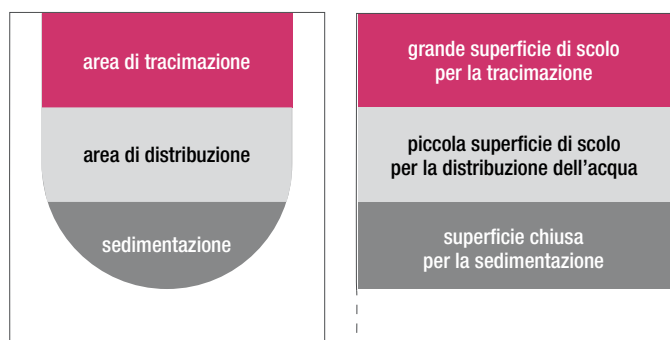 area di tracimazione
area di distribuzione
sedimentazione
grande superficie di scolo
per la tracimazione
piccola superficie di scolo
per la distribuzione dell'acqua
superficie chiusa
per la sedimentazione